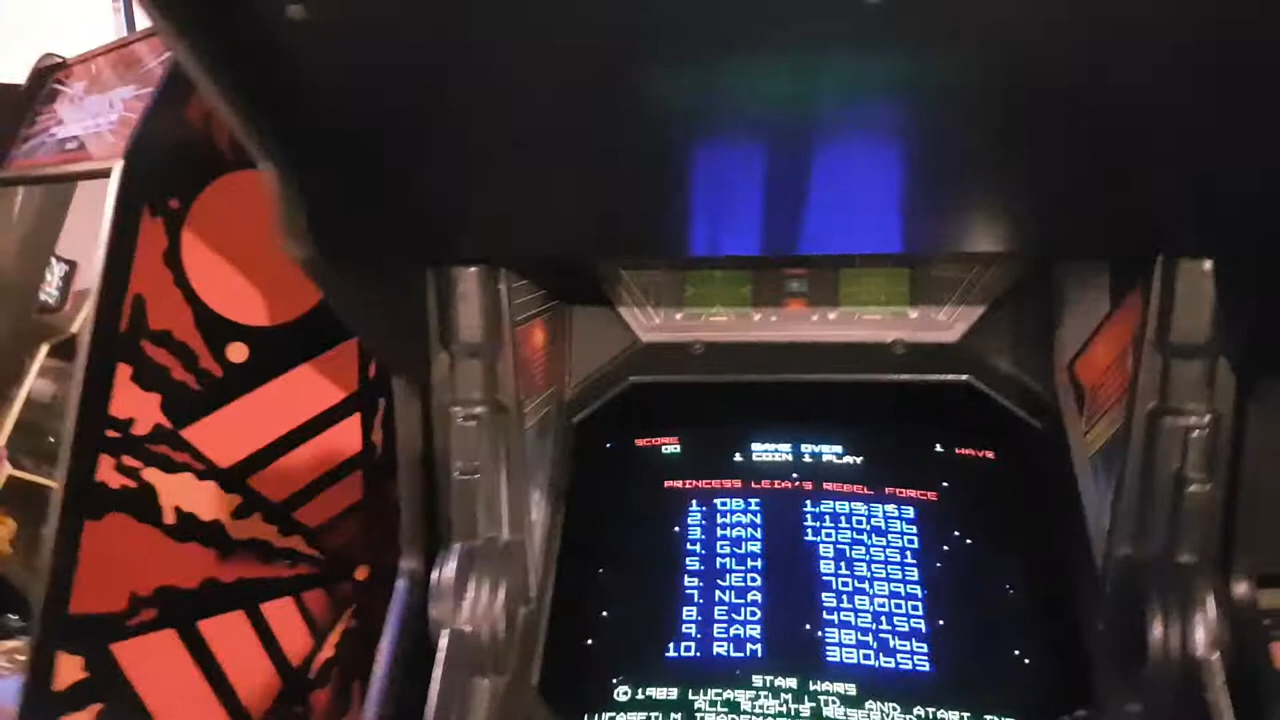 SCORE GAME OVER 1 WAVE
00 1 COIN 1 PLAY
PRINCESS LEIA'S REBEL FORCE
1. OBI 1,285,353
2. WAN 1,110,936
3. HAN 1,024,650
4. GJR 872,551
5. MLH 813,553
6. JED 704,899
7. NLA 518,000
8. EJD 492,159
9. EAR 384,766
10. RLM 380,655
STAR WARS
© 1983 LUCASFILM LTD. AND ATARI INC
ALL RIGHTS RESERVED
LUCASFILM TRADEMARKS